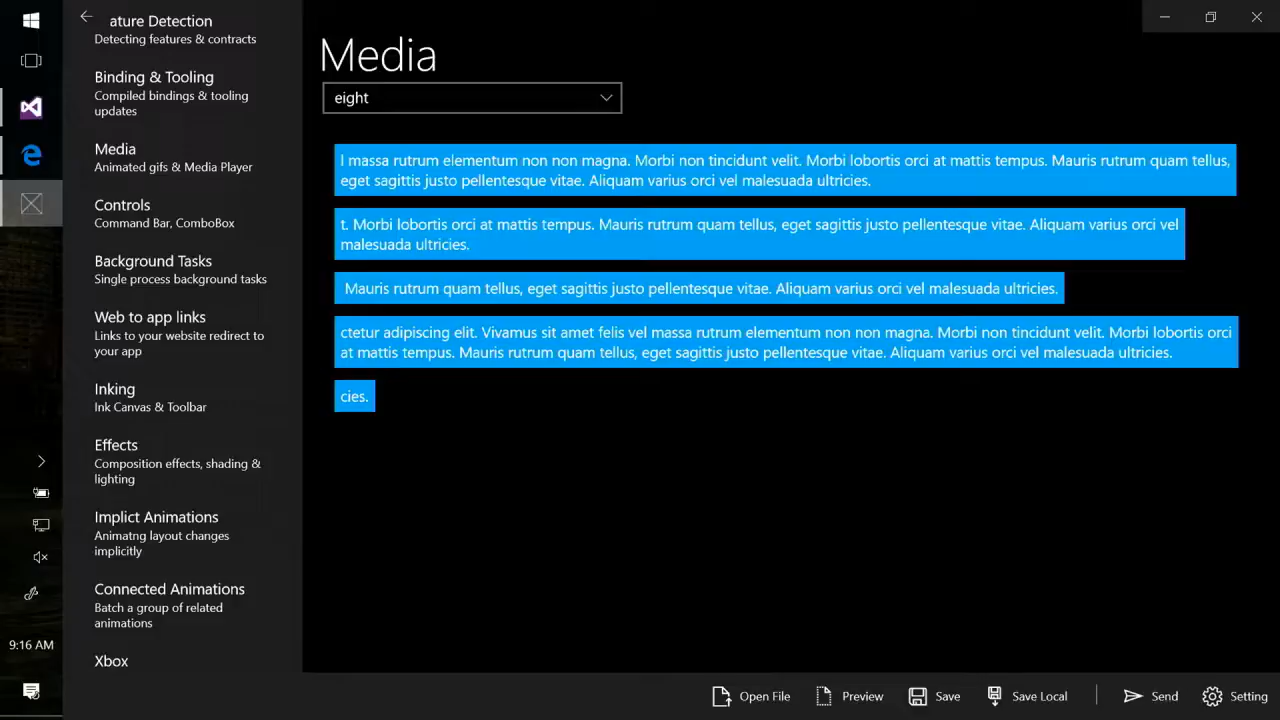 ature Detection
Detecting features & contracts
Binding & Tooling
Compiled bindings & tooling
updates
Media
Animated gifs & Media Player
Controls
Command Bar, ComboBox
Background Tasks
Single process background tasks
Web to app links
Links to your website redirect to
your app
Inking
Ink Canvas & Toolbar
Effects
Composition effects, shading &
lighting
Implict Animations
Animatng layout changes
implicitly
Connected Animations
Batch a group of related
animations
Xbox
9:16 AM
Media
eight
l massa rutrum elementum non non magna. Morbi non tincidunt velit. Morbi lobortis orci at mattis tempus. Mauris rutrum quam tellus,
eget sagittis justo pellentesque vitae. Aliquam varius orci vel malesuada ultricies.
t. Morbi lobortis orci at mattis tempus. Mauris rutrum quam tellus, eget sagittis justo pellentesque vitae. Aliquam varius orci vel
malesuada ultricies.
Mauris rutrum quam tellus, eget sagittis justo pellentesque vitae. Aliquam varius orci vel malesuada ultricies.
ctetur adipiscing elit. Vivamus sit amet felis vel massa rutrum elementum non non magna. Morbi non tincidunt velit. Morbi lobortis orci
at mattis tempus. Mauris rutrum quam tellus, eget sagittis justo pellentesque vitae. Aliquam varius orci vel malesuada ultricies.
cies.
Open File Preview Save Save Local Send Setting